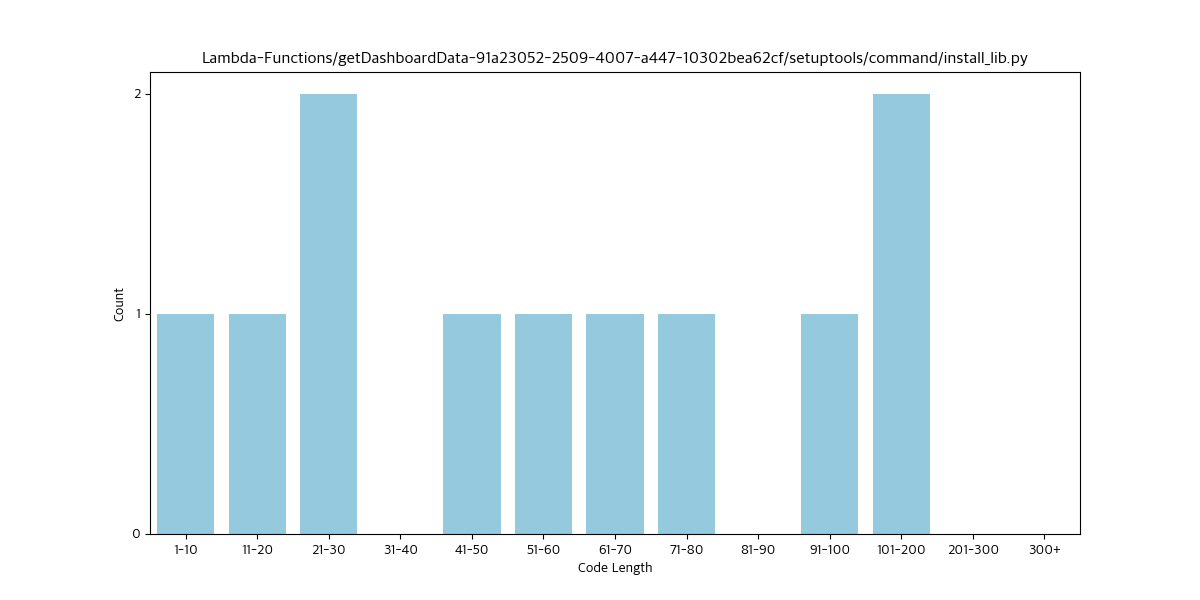 Lambda-Functions/getDashboardData-91a23052-2509-4007-a447-10302bea62cf/setuptools/command/install_lib.py
2
1
0
Count
1-10 11-20 21-30 31-40 41-50 51-60 61-70 71-80 81-90 91-100 101-200 201-300 300+
Code Length